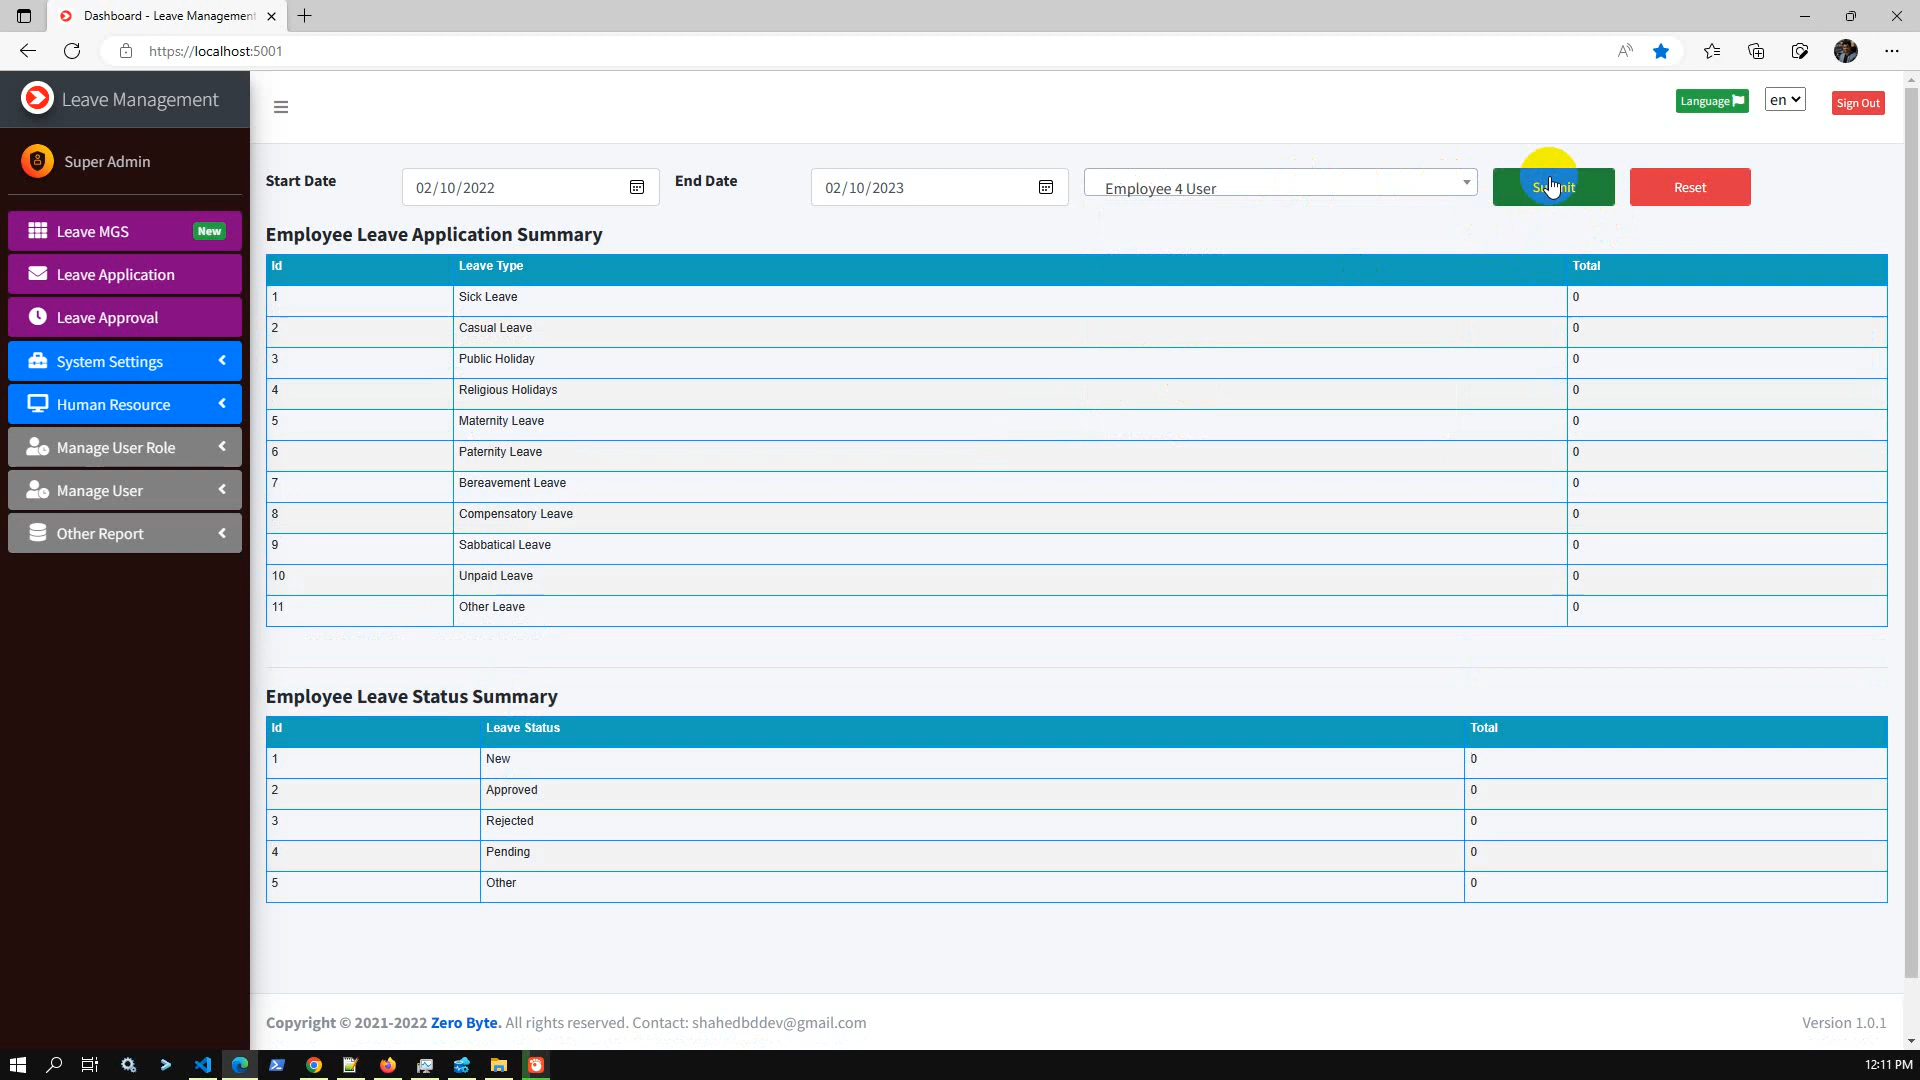 Dashboard - Leave Management
https://localhost:5001
Leave Management
Language
en
Sign Out
Super Admin
Start Date
02/10/2022
End Date
02/10/2023
Employee 4 User
Submit
Reset
Leave MGS
New
Leave Application
Leave Approval
System Settings
Human Resource
Manage User Role
Manage User
Other Report
Employee Leave Application Summary
Id Leave Type Total
1 Sick Leave 0
2 Casual Leave 0
3 Public Holiday 0
4 Religious Holidays 0
5 Maternity Leave 0
6 Paternity Leave 0
7 Bereavement Leave 0
8 Compensatory Leave 0
9 Sabbatical Leave 0
10 Unpaid Leave 0
11 Other Leave 0
Employee Leave Status Summary
Id Leave Status Total
1 New 0
2 Approved 0
3 Rejected 0
4 Pending 0
5 Other 0
Copyright © 2021-2022 Zero Byte. All rights reserved. Contact: shahedbddev@gmail.com
Version 1.0.1
12:11 PM